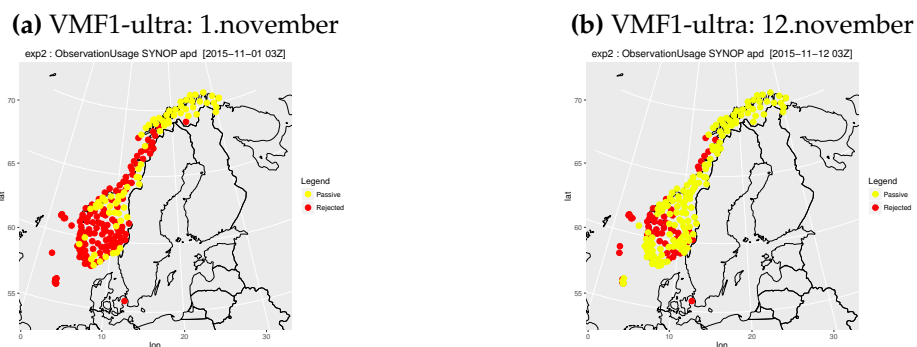 (a) VMF1-ultra: 1.november
exp2 : ObservationUsage SYNOP apd [2015-11-01 03Z]
70
65
60
55
lat
0
10
20
30
lon
Legend
Passive
Rejected
(b) VMF1-ultra: 12.november
exp2 : ObservationUsage SYNOP apd [2015-11-12 03Z]
70
65
60
55
lat
0
10
20
30
lon
Legend
Passive
Rejected